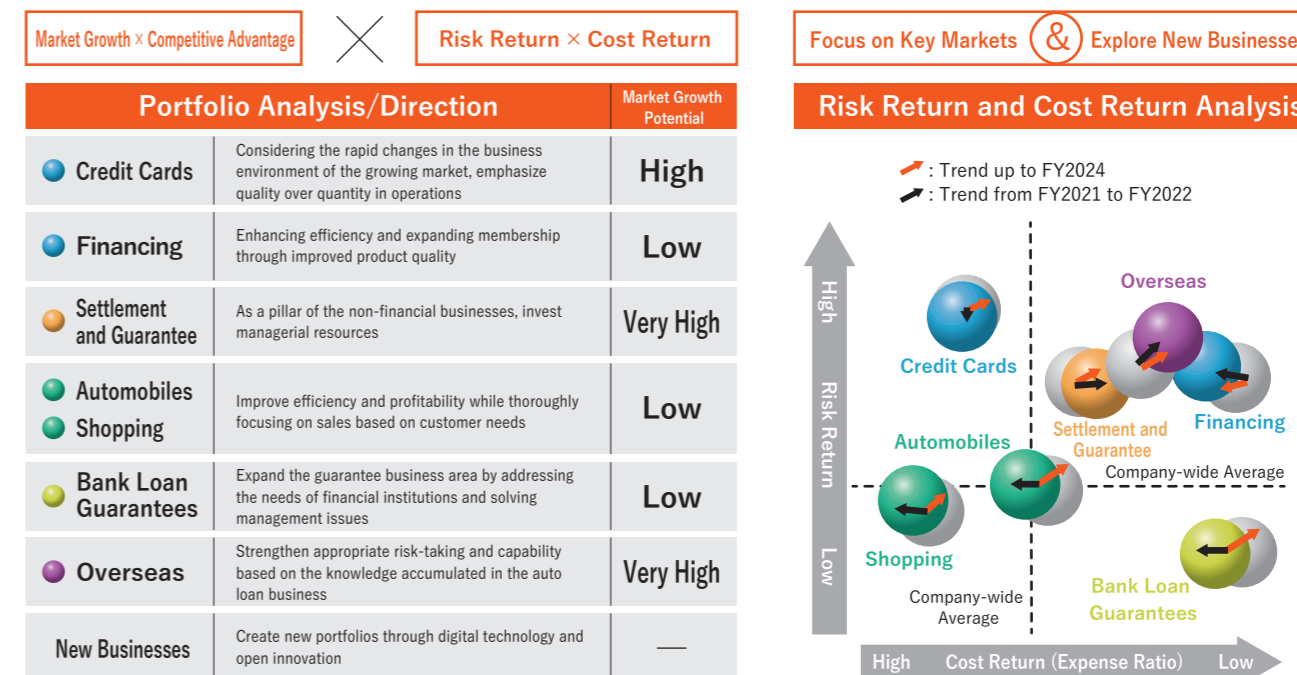 Market Growth × Competitive Advantage
Risk Return × Cost Return
Portfolio Analysis/Direction
Market Growth
Potential
Credit Cards
Considering the rapid changes in the business
environment of the growing market, emphasize
quality over quantity in operations
High
Financing
Enhancing efficiency and expanding membership
through improved product quality
Low
Settlement
and Guarantee
As a pillar of the non-financial businesses, invest
managerial resources
Very High
Automobiles
Shopping
Improve efficiency and profitability while thoroughly
focusing on sales based on customer needs
Low
Bank Loan
Guarantees
Expand the guarantee business area by addressing
the needs of financial institutions and solving
management issues
Low
Overseas
Strengthen appropriate risk-taking and capability
based on the knowledge accumulated in the auto
loan business
Very High
New Businesses
Create new portfolios through digital technology and
open innovation
—
Focus on Key Markets & Explore New Businesse
Risk Return and Cost Return Analysis
: Trend up to FY2024
: Trend from FY2021 to FY2022
High
Risk Return
Low
Overseas
Credit Cards
Financing
Settlement and
Guarantee
Automobiles
Company-wide Average
Shopping
Bank Loan
Guarantees
Company-wide
Average
High
Cost Return (Expense Ratio)
Low